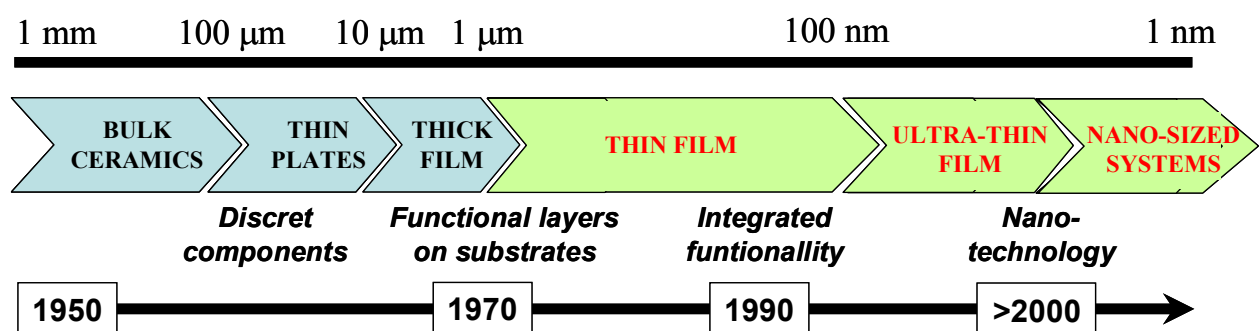 1 mm 100 μm 10 μm 1 μm 100 nm 1 nm
BULK
CERAMICS
THIN
PLATES
THICK
FILM
THIN FILM
ULTRA-THIN
FILM
NANO-SIZED
SYSTEMS
Discret
components
Functional layers
on substrates
Integrated
funtionallity
Nano-
technology
1950 1970 1990 >2000